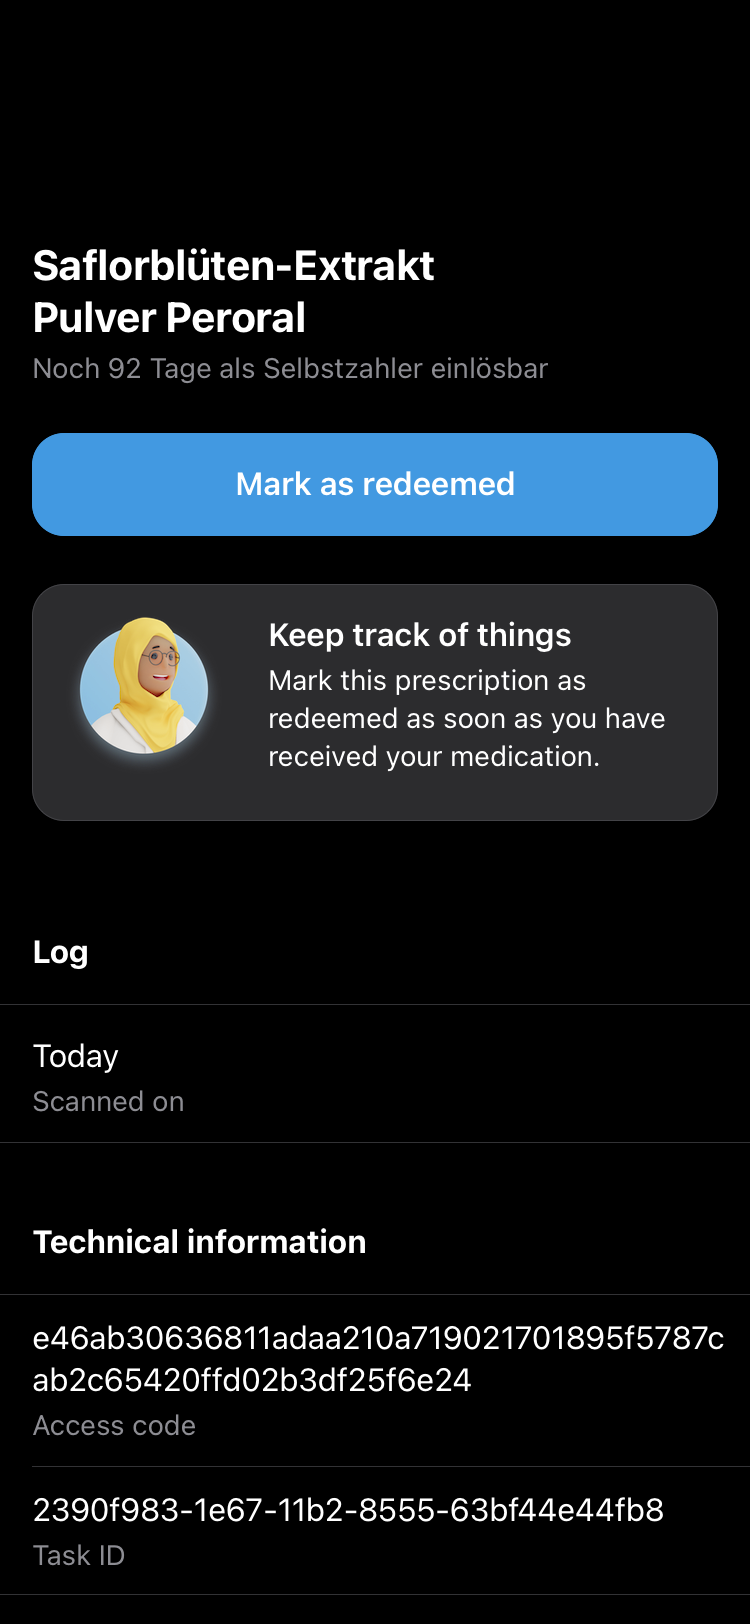 Saflorblüten-Extrakt
Pulver Peroral
Noch 92 Tage als Selbstzahler einlösbar
Mark as redeemed
Keep track of things
Mark this prescription as
redeemed as soon as you have
received your medication.
Log
Today
Scanned on
Technical information
e46ab30636811adaa210a719021701895f5787c
ab2c65420ffd02b3df25f6e24
Access code
2390f983-1e67-11b2-8555-63bf44e44fb8
Task ID